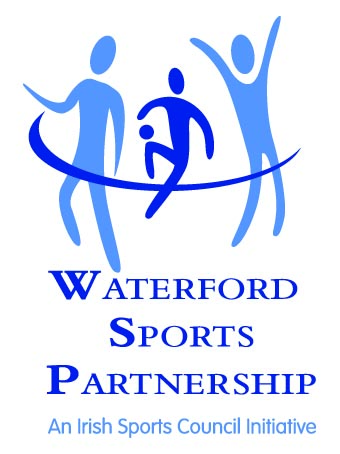 WATERFORD
SPORTS
PARTNERSHIP
An Irish Sports Council Initiative